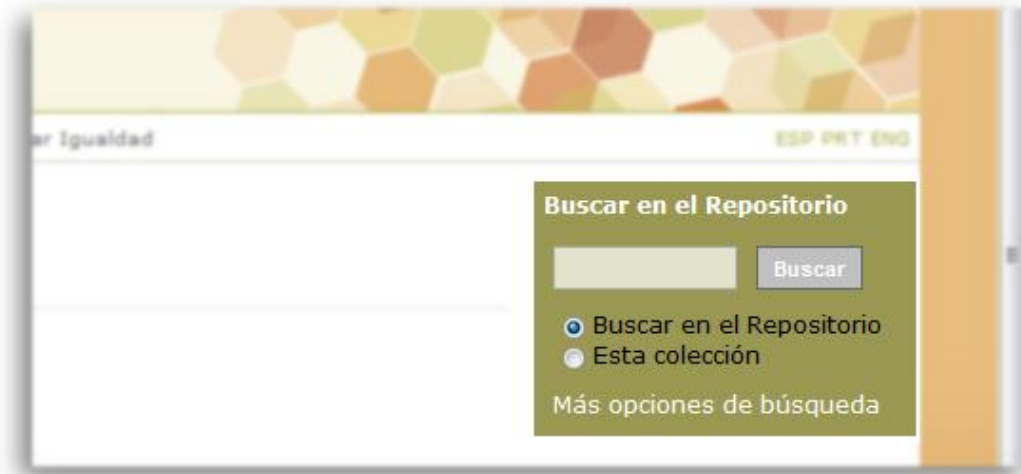 ar Igualdad
ESP PRT ENG
Buscar en el Repositorio
Buscar
Buscar en el Repositorio
Esta colección
Más opciones de búsqueda